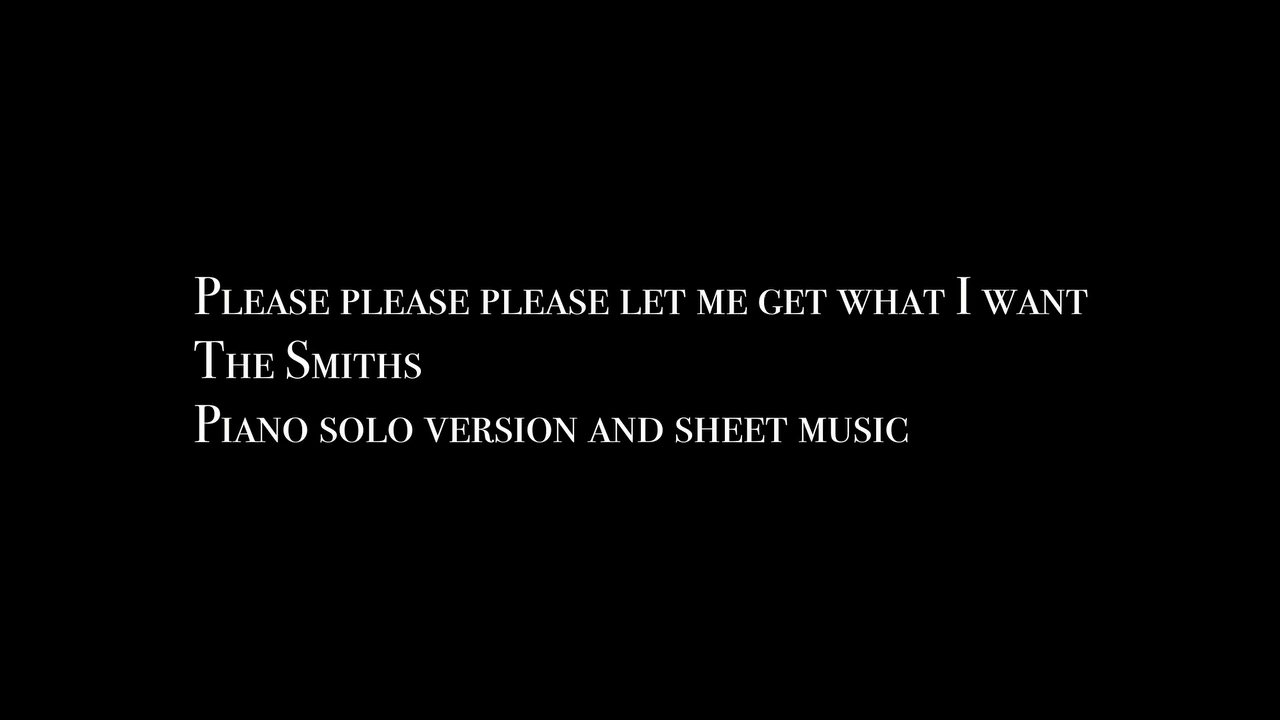 Please please please let me get what I want
The Smiths
Piano solo version and sheet music